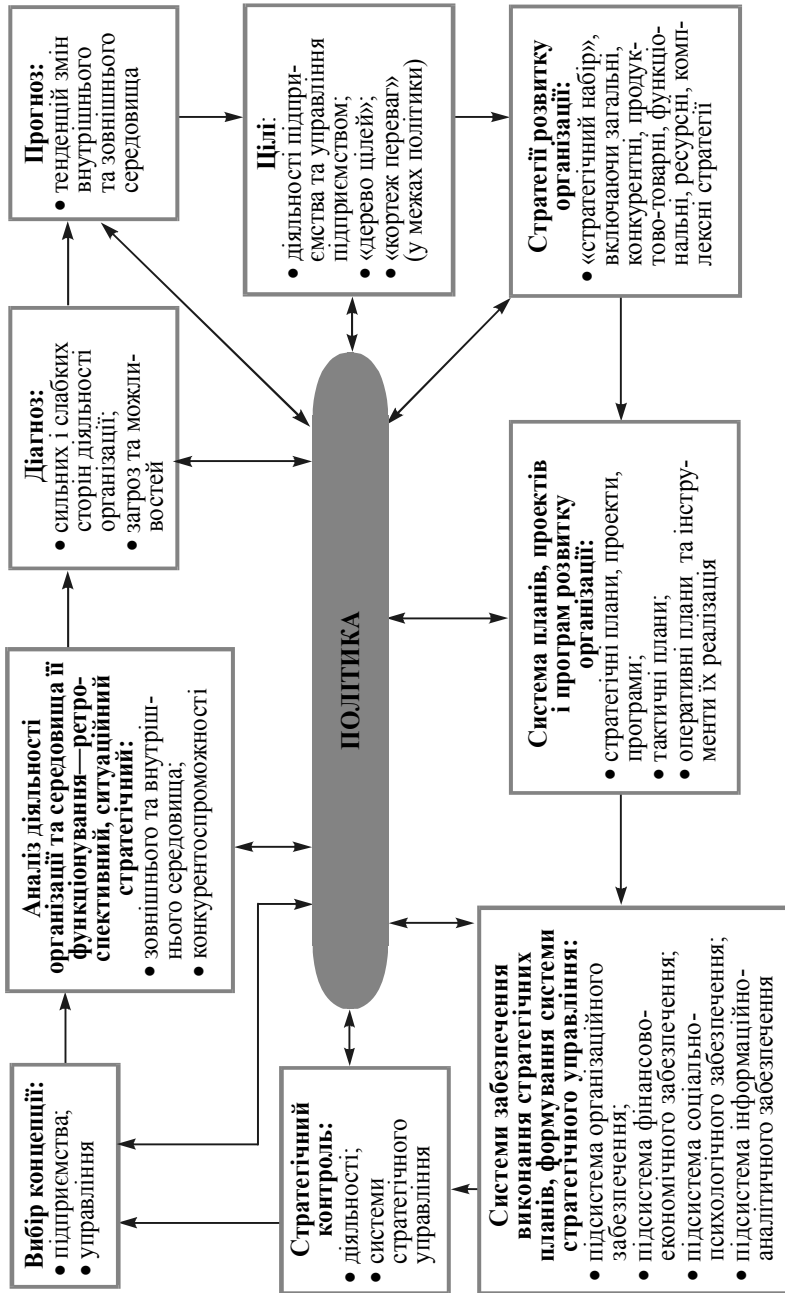 Вибір концепції:
• підприємства;
• управління
Аналіз діяльності
організації та середовища її
функціонування—ретро-
спективний, ситуаційний
стратегічний:
• зовнішнього та внутріш-
нього середовища;
• конкурентоспроможності
Діагноз:
• сильних і слабких
сторін діяльності
організації;
• загроз та можли-
востей
Прогноз:
• тенденцій змін
внутрішнього
та зовнішнього
середовища
Цілі:
• діяльності підпри-
ємства та управління
підприємством;
• «дерево цілей»;
• «кортеж переваг»
(у межах політики)
ПОЛІТИКА
Стратегічний
контроль:
• діяльності;
• системи
стратегічного
управління
Системи забезпечення
виконання стратегічних
планів, формування системи
стратегічного управління:
• підсистема організаційного
забезпечення;
• підсистема фінансово-
економічного забезпечення;
• підсистема соціально-
психологічного забезпечення;
• підсистема інформаційно-
аналітичного забезпечення
Система планів, проектів
і програм розвитку
організації:
• стратегічні плани, проекти,
програми;
• тактичні плани;
• оперативні плани та інстру-
менти їх реалізація
Стратегії розвитку
організації:
• «стратегічний набір»,
включаючи загальні,
конкурентні, продук-
тово-товарні, функціо-
нальні, ресурсні, комп-
лексні стратегії